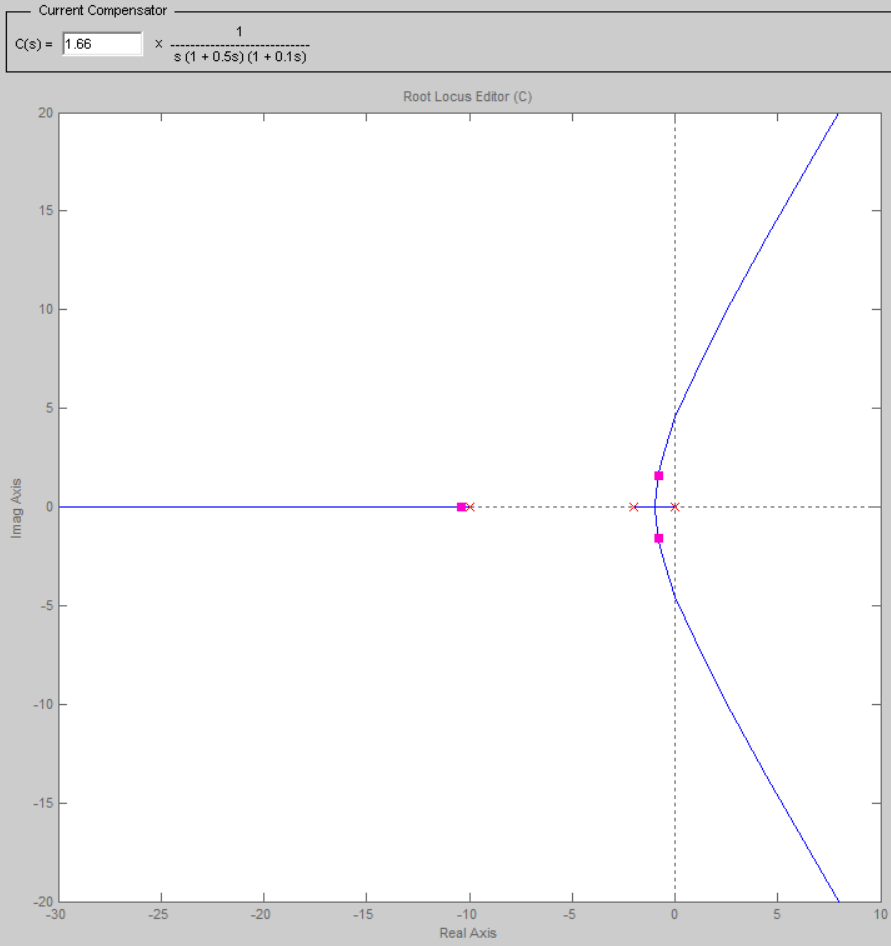 Current Compensator
C(s) = 1.66 x 1
s (1 + 0.5s) (1 + 0.1s)
Root Locus Editor (C)
20
15
10
5
0
-5
-10
-15
-20
Imag Axis
-30 -25 -20 -15 -10 -5 0 5 10
Real Axis